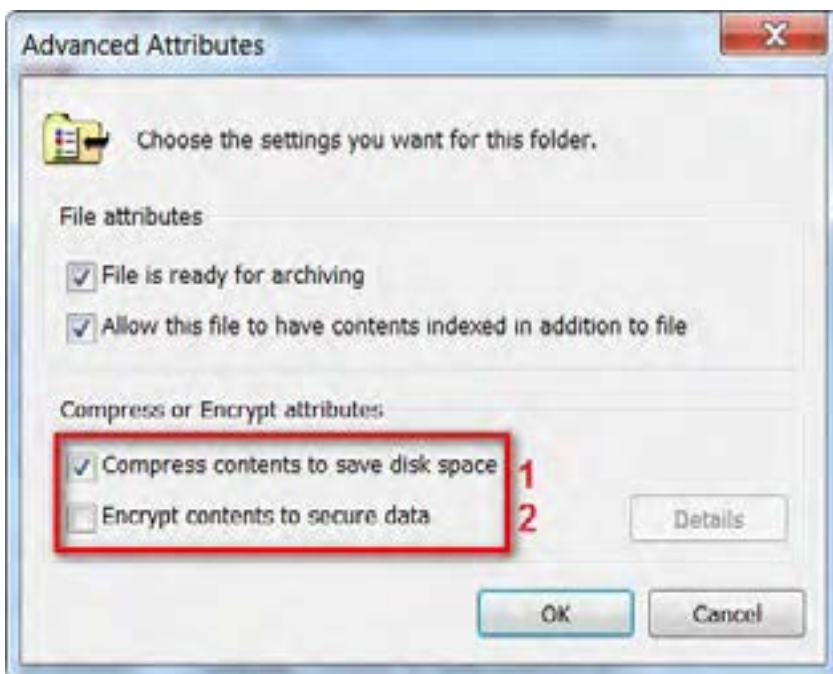 Advanced Attributes
Choose the settings you want for this folder.
File attributes
File is ready for archiving
Allow this file to have contents indexed in addition to file
Compress or Encrypt attributes
Compress contents to save disk space 1
Encrypt contents to secure data 2
Details
OK Cancel